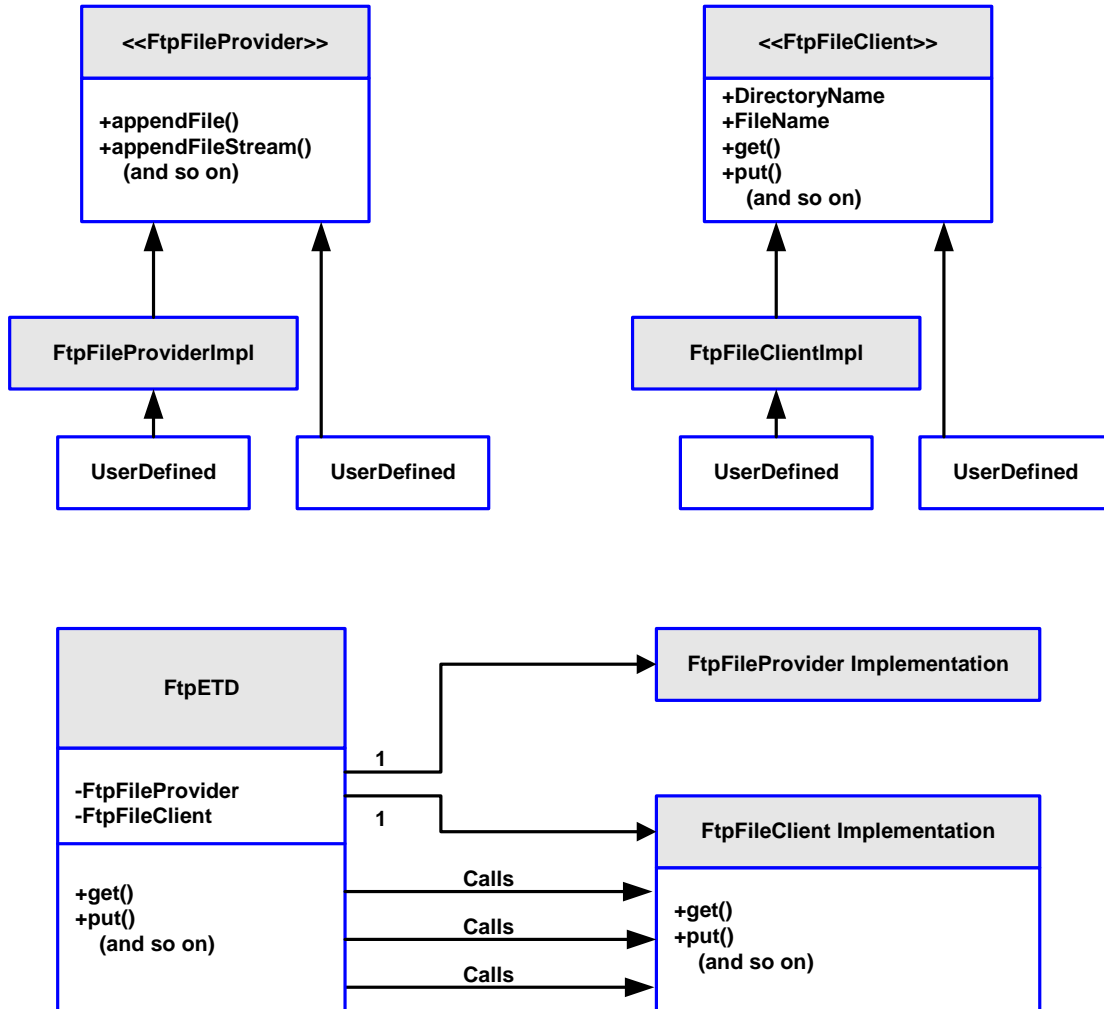 <<FtpFileProvider>>
+appendFile()
+appendFileStream()
(and so on)
<<FtpFileClient>>
+DirectoryName
+FileName
+get()
+put()
(and so on)
FtpFileProviderImpl
FtpFileClientImpl
UserDefined
UserDefined
UserDefined
UserDefined
FtpETD
-FtpFileProvider
-FtpFileClient
+get()
+put()
(and so on)
1
1
Calls
Calls
Calls
FtpFileProvider Implementation
FtpFileClient Implementation
+get()
+put()
(and so on)